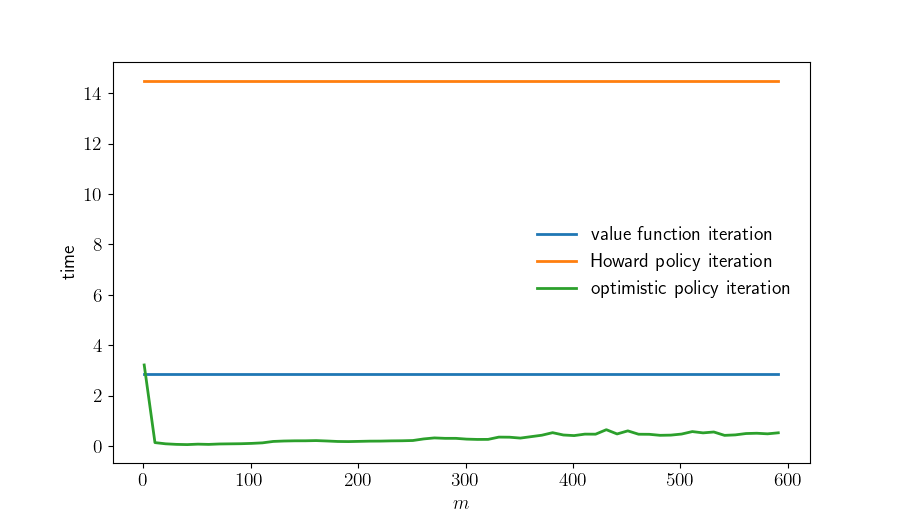 14
12
10
8
6
4
2
0
time
value function iteration
Howard policy iteration
optimistic policy iteration
0 100 200 300 400 500 600
m